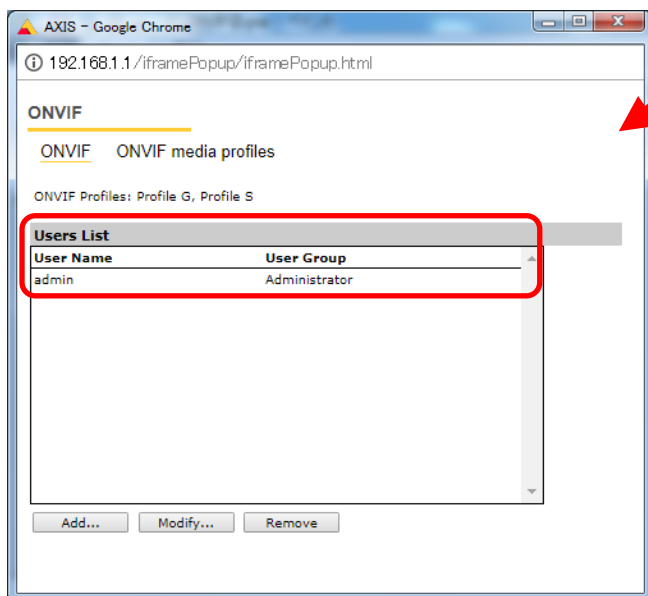 AXIS - Google Chrome
192.168.1.1/iframePopup/iframePopup.html
ONVIF
ONVIF ONVIF media profiles
ONVIF Profiles: Profile G, Profile S
Users List
User Name User Group
admin Administrator
Add... Modify... Remove